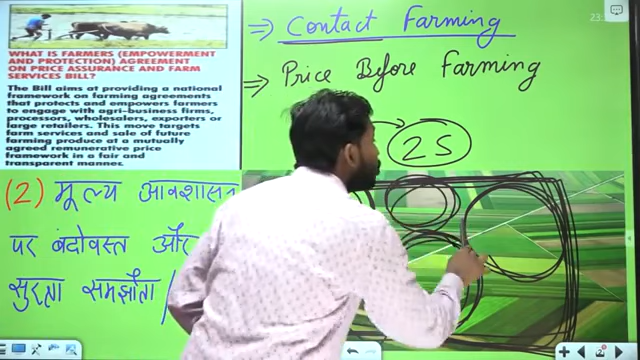 WHAT IS FARMERS (EMPOWERMENT
AND PROTECTION) AGREEMENT
ON PRICE ASSURANCE AND FARM
SERVICES BILL?
The Bill aims at providing a national
framework on farming agreements
that protects and empowers farmers
to engage with agri-business firms,
processors, wholesalers, exporters or
large retailers. This move targets
farm services and sale of future
farming produce at a mutually
agreed remunerative price
framework in a fair and
transparent manner.
⇒ Contact Farming
⇒ Price Before Farming
25
(2) मूल्य आवशासन
पर बंदोवस्त और
समझौता